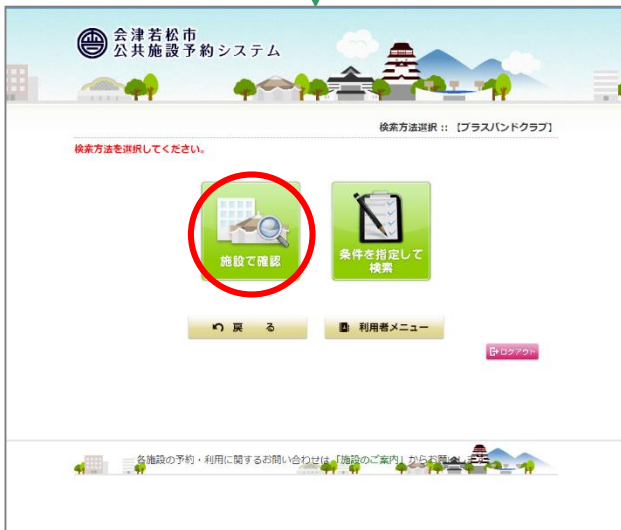 会津若松市
公共施設予約システム
検索方法選択 :: 【ブラスバンドクラブ】
検索方法を選択してください。
施設で確認
条件を指定して
検索
戻 る
利用者メニュー
ログアウト
各施設の予約・利用に関するお問い合わせは「施設のご案内」からお願いします